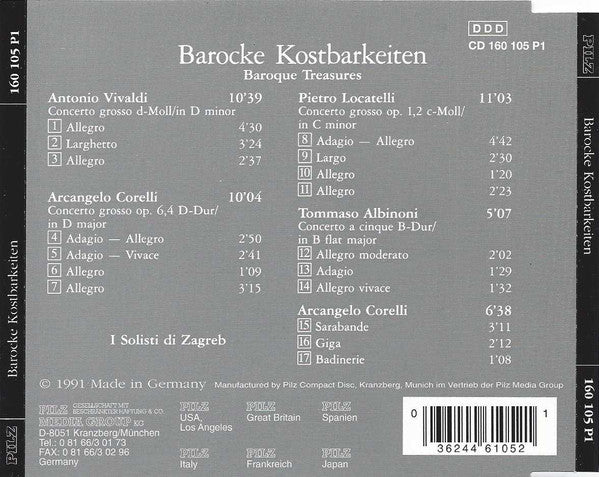 160 105 P1
Barocke Kostbarkeiten
PILZ
DDD
CD 160 105 P1
Barocke Kostbarkeiten
Baroque Treasures
Antonio Vivaldi 10'39
Concerto grosso d-Moll/in D minor
1 Allegro 4'30
2 Larghetto 3'24
3 Allegro 2'37
Arcangelo Corelli 10'04
Concerto grosso op. 6,4 D-Dur/
in D major
4 Adagio — Allegro 2'50
5 Adagio - Vivace 2'41
6 Allegro 1'09
7 Allegro 3'15
I Solisti di Zagreb
Pietro Locatelli 11'03
Concerto grosso op. 1,2 c-Moll/
in C minor
8 Adagio — Allegro 4'42
9 Largo 2'30
10 Allegro 1'20
11 Allegro 2'23
Tommaso Albinoni 5'07
Concerto a cinque B-Dur/
in B flat major
12 Allegro moderato 2'02
13 Adagio 1'29
14 Allegro vivace 1'32
Arcangelo Corelli 6'38
15 Sarabande 3'11
16 Giga 2'12
17 Badinerie 1'08
© 1991 Made in Germany Manufactured by Pilz Compact Disc, Kranzberg, Munich im Vertrieb der Pilz Media Group
PILZ GESELLSCHAFT MIT
BESCHRÄNKTER HAFTUNG & CO.
MEDIA GROUP KG
D-8051 Kranzberg/München
Tel.: 0 81 66/3 01 73
FAX: 0 81 66/3 02 96
Germany
PILZ
USA,
Los Angeles
PILZ
Great Britain
PILZ
Spanien
PILZ
Italy
PILZ
Frankreich
PILZ
Japan
0 36244 61052 1
PILZ
Barocke Kostbarkeiten
160 105 P1